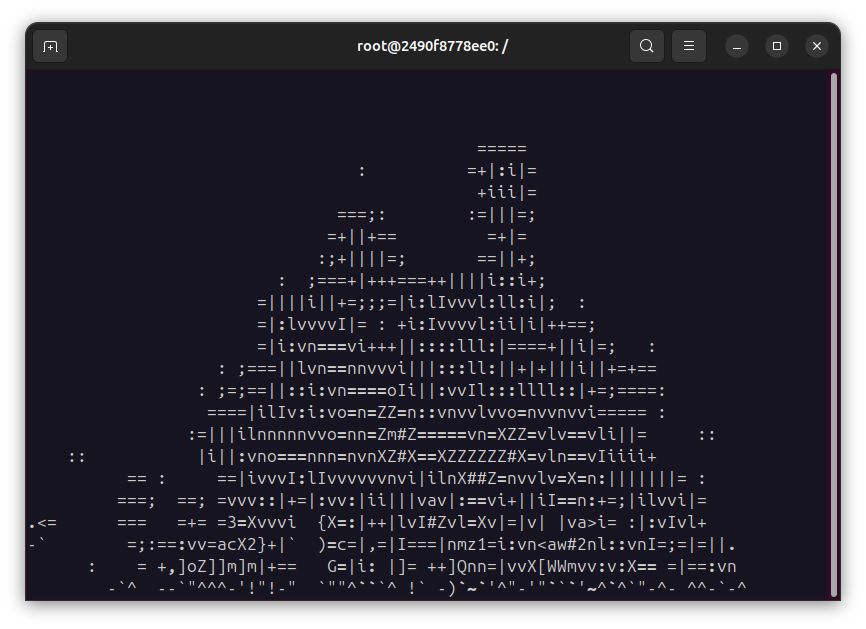 root@2490f8778ee0: /
=====
:          =+|:i|=
+iii|=
===;:        :=|||=;
=+||+==         =+|=
:;+||||=;       ==||+;
:  ;===+|+++===++||||i::i+;
=||||i||+=;;;=|i:lIvvvl:ll:i|;  :
=|:lvvvvI|= : +i:Ivvvvl:ii|i|++==;
=|i:vn===vi+++||::::lll:|====+||i|=;   :
: ;===||lvn==nnvvvi|||:::ll:||+|+|||i||+=+==
: ;=;==||::i:vn====oIi||:vvIl:::llll::|+=;====:
====|ilIv:i:vo=n=ZZ=n::vnvvlvvo=nvvnvvi===== :
:=|||ilnnnnnvvo=nn=Zm#Z=====vn=XZZ=vlv==vli||=     ::
::           |i||:vno===nnn=nvnXZ#X==XZZZZZZ#X=vln==vIiiii+
== :     ==|ivvvI:lIvvvvvvnvi|ilnX##Z=nvvlv=X=n:|||||||= :
===;  ==; =vvv::|+=|:vv:|ii|||vav|:==vi+||iI==n:+=;|ilvvi|=
.<=      ===   =+= =3=Xvvvi  {X=:|++|lvI#Zvl=Xv|=|v| |va>i= :|:vIvl+
-`        =;:==:vv=acX2}+|`  )=c=|,=|I===|nmz1=i:vn<aw#2nl::vnI=;=|=||.
:    = +,]oZ]]m]m|+==   G=|i: |]= ++]Qnn=|vvX[WWmvv:v:X== =|==:vn
-`^  --`"^^^-'!"!-"  `""^```^ !` -)`~`'^"-'"```'~^`^`"-^- ^^-`-^